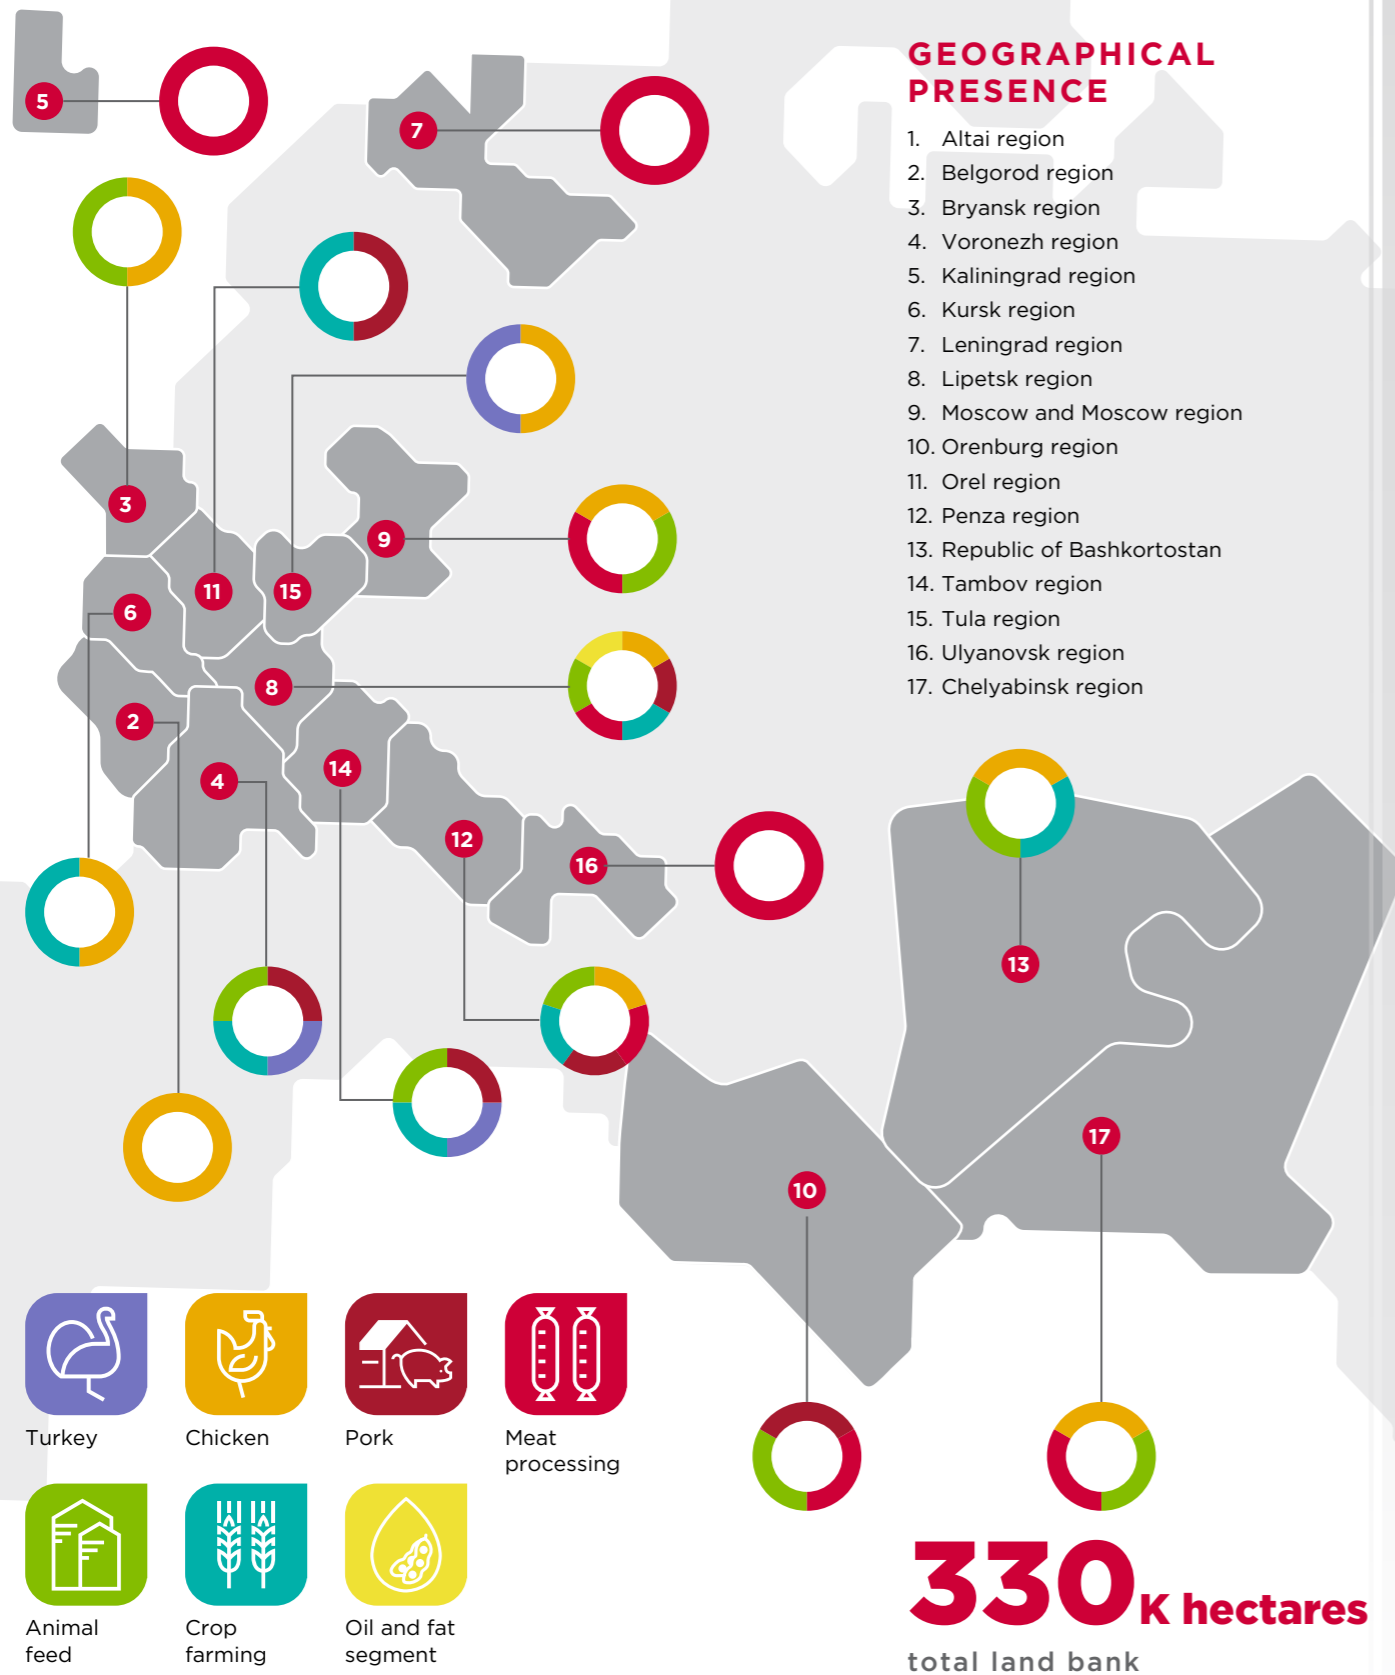 GEOGRAPHICAL
PRESENCE
1. Altai region
2. Belgorod region
3. Bryansk region
4. Voronezh region
5. Kaliningrad region
6. Kursk region
7. Leningrad region
8. Lipetsk region
9. Moscow and Moscow region
10. Orenburg region
11. Orel region
12. Penza region
13. Republic of Bashkortostan
14. Tambov region
15. Tula region
16. Ulyanovsk region
17. Chelyabinsk region
5
7
3
9
11
15
6
8
2
14
4
12
16
13
17
10
Turkey
Chicken
Pork
Meat
processing
Animal
feed
Crop
farming
Oil and fat
segment
330 K hectares
total land bank